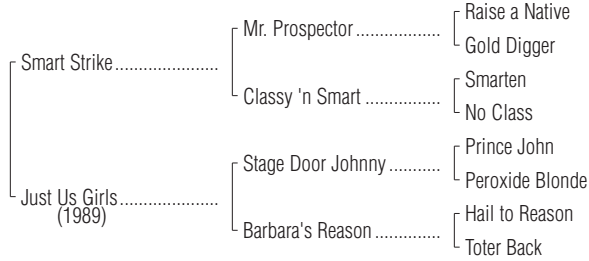 Raise a Native
Mr. Prospector..................
Gold Digger
Smart Strike......................
Smarten
Classy 'n Smart ................
No Class
Prince John
Stage Door Johnny...........
Peroxide Blonde
Just Us Girls.....................
(1989)
Hail to Reason
Barbara's Reason ..............
Toter Back